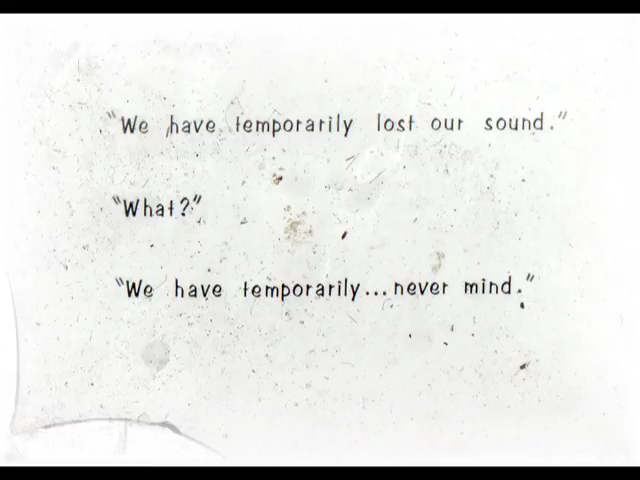 "We have temporarily lost our sound."
"What?"
"We have temporarily...never mind."